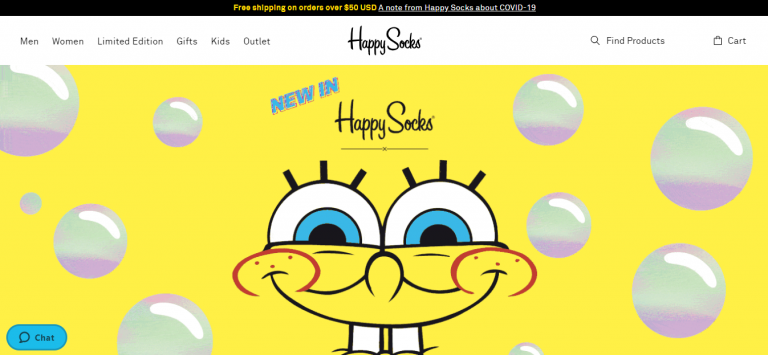 Free shipping on orders over $50 USD A note from Happy Socks about COVID-19
Men Women Limited Edition Gifts Kids Outlet Happy Socks Find Products Cart
NEW IN
Happy Socks
Chat